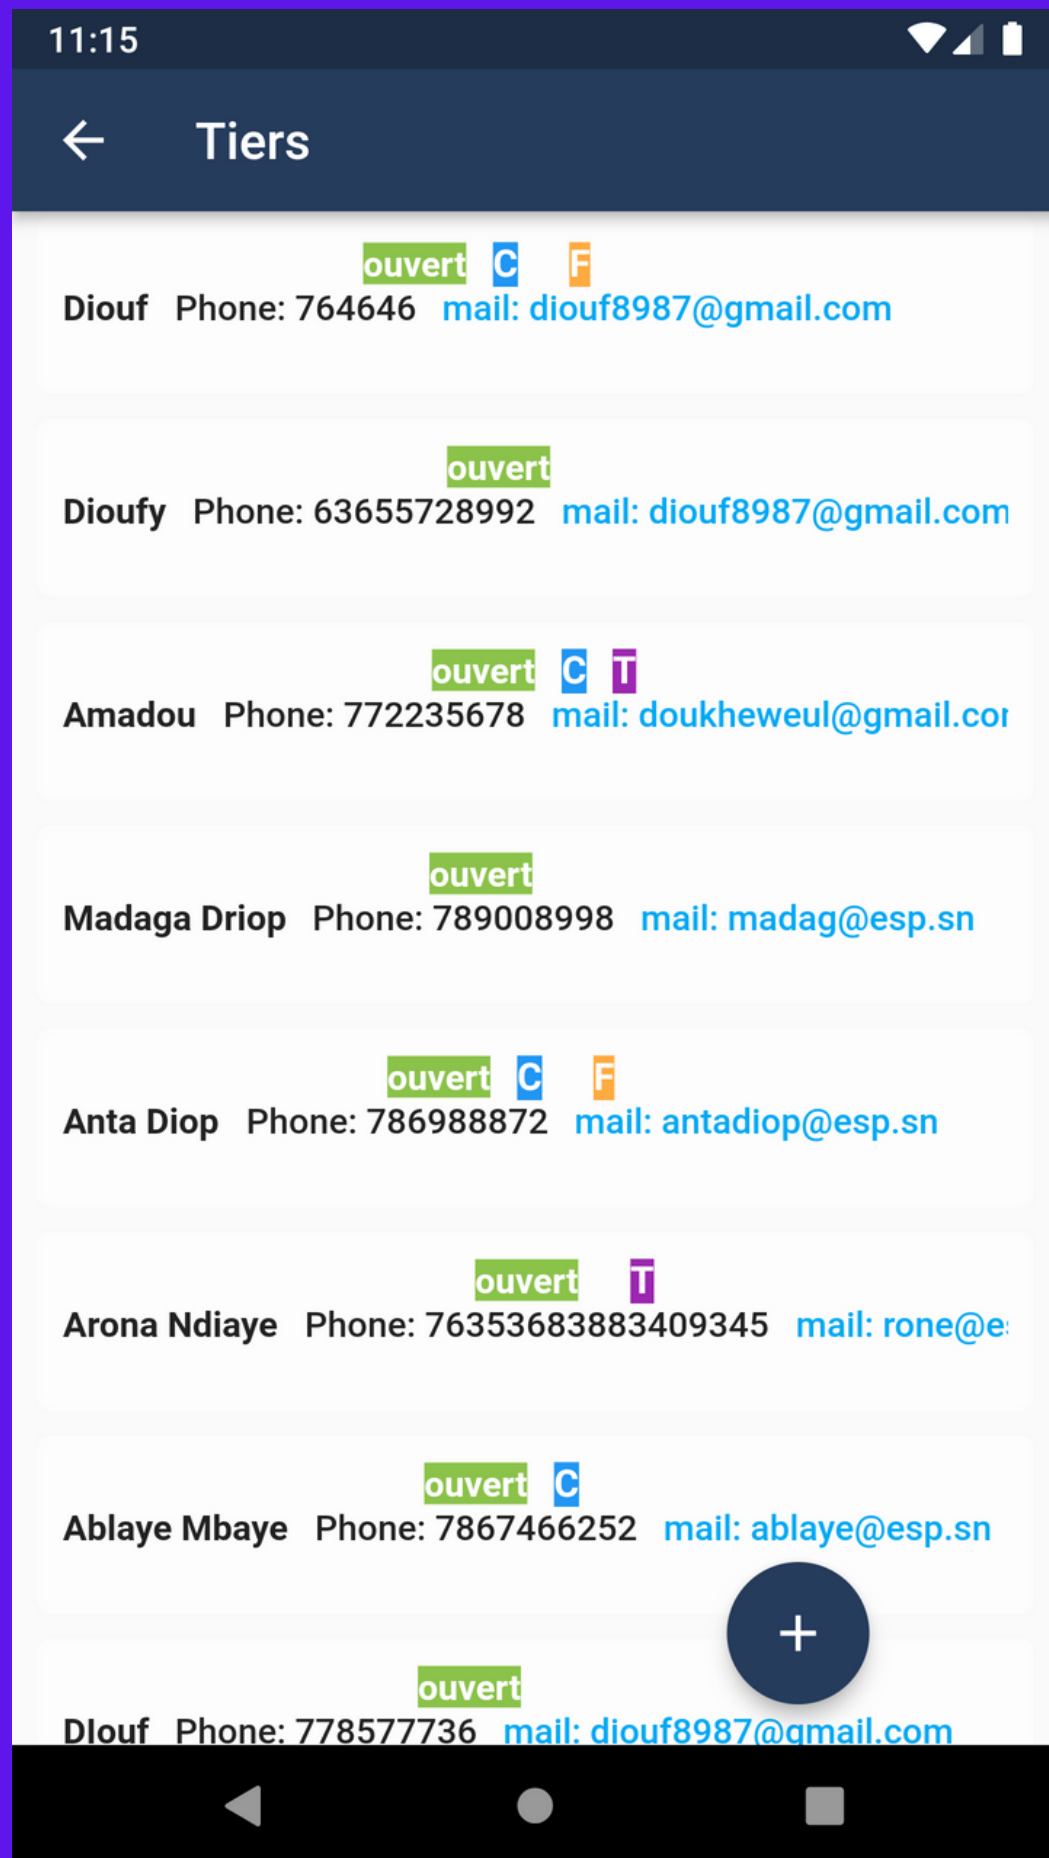 11:15
Tiers
ouvert C F
Diouf Phone: 764646 mail: diouf8987@gmail.com
ouvert
Dioufy Phone: 63655728992 mail: diouf8987@gmail.com
ouvert C T
Amadou Phone: 772235678 mail: doukheweul@gmail.co
ouvert
Madaga Driop Phone: 789008998 mail: madag@esp.sn
ouvert C F
Anta Diop Phone: 786988872 mail: antadiop@esp.sn
ouvert T
Arona Ndiaye Phone: 76353683883409345 mail: rone@e
ouvert C
Ablaye Mbaye Phone: 7867466252 mail: ablaye@esp.sn
ouvert
DIouf Phone: 778577736 mail: diouf8987@gmail.com